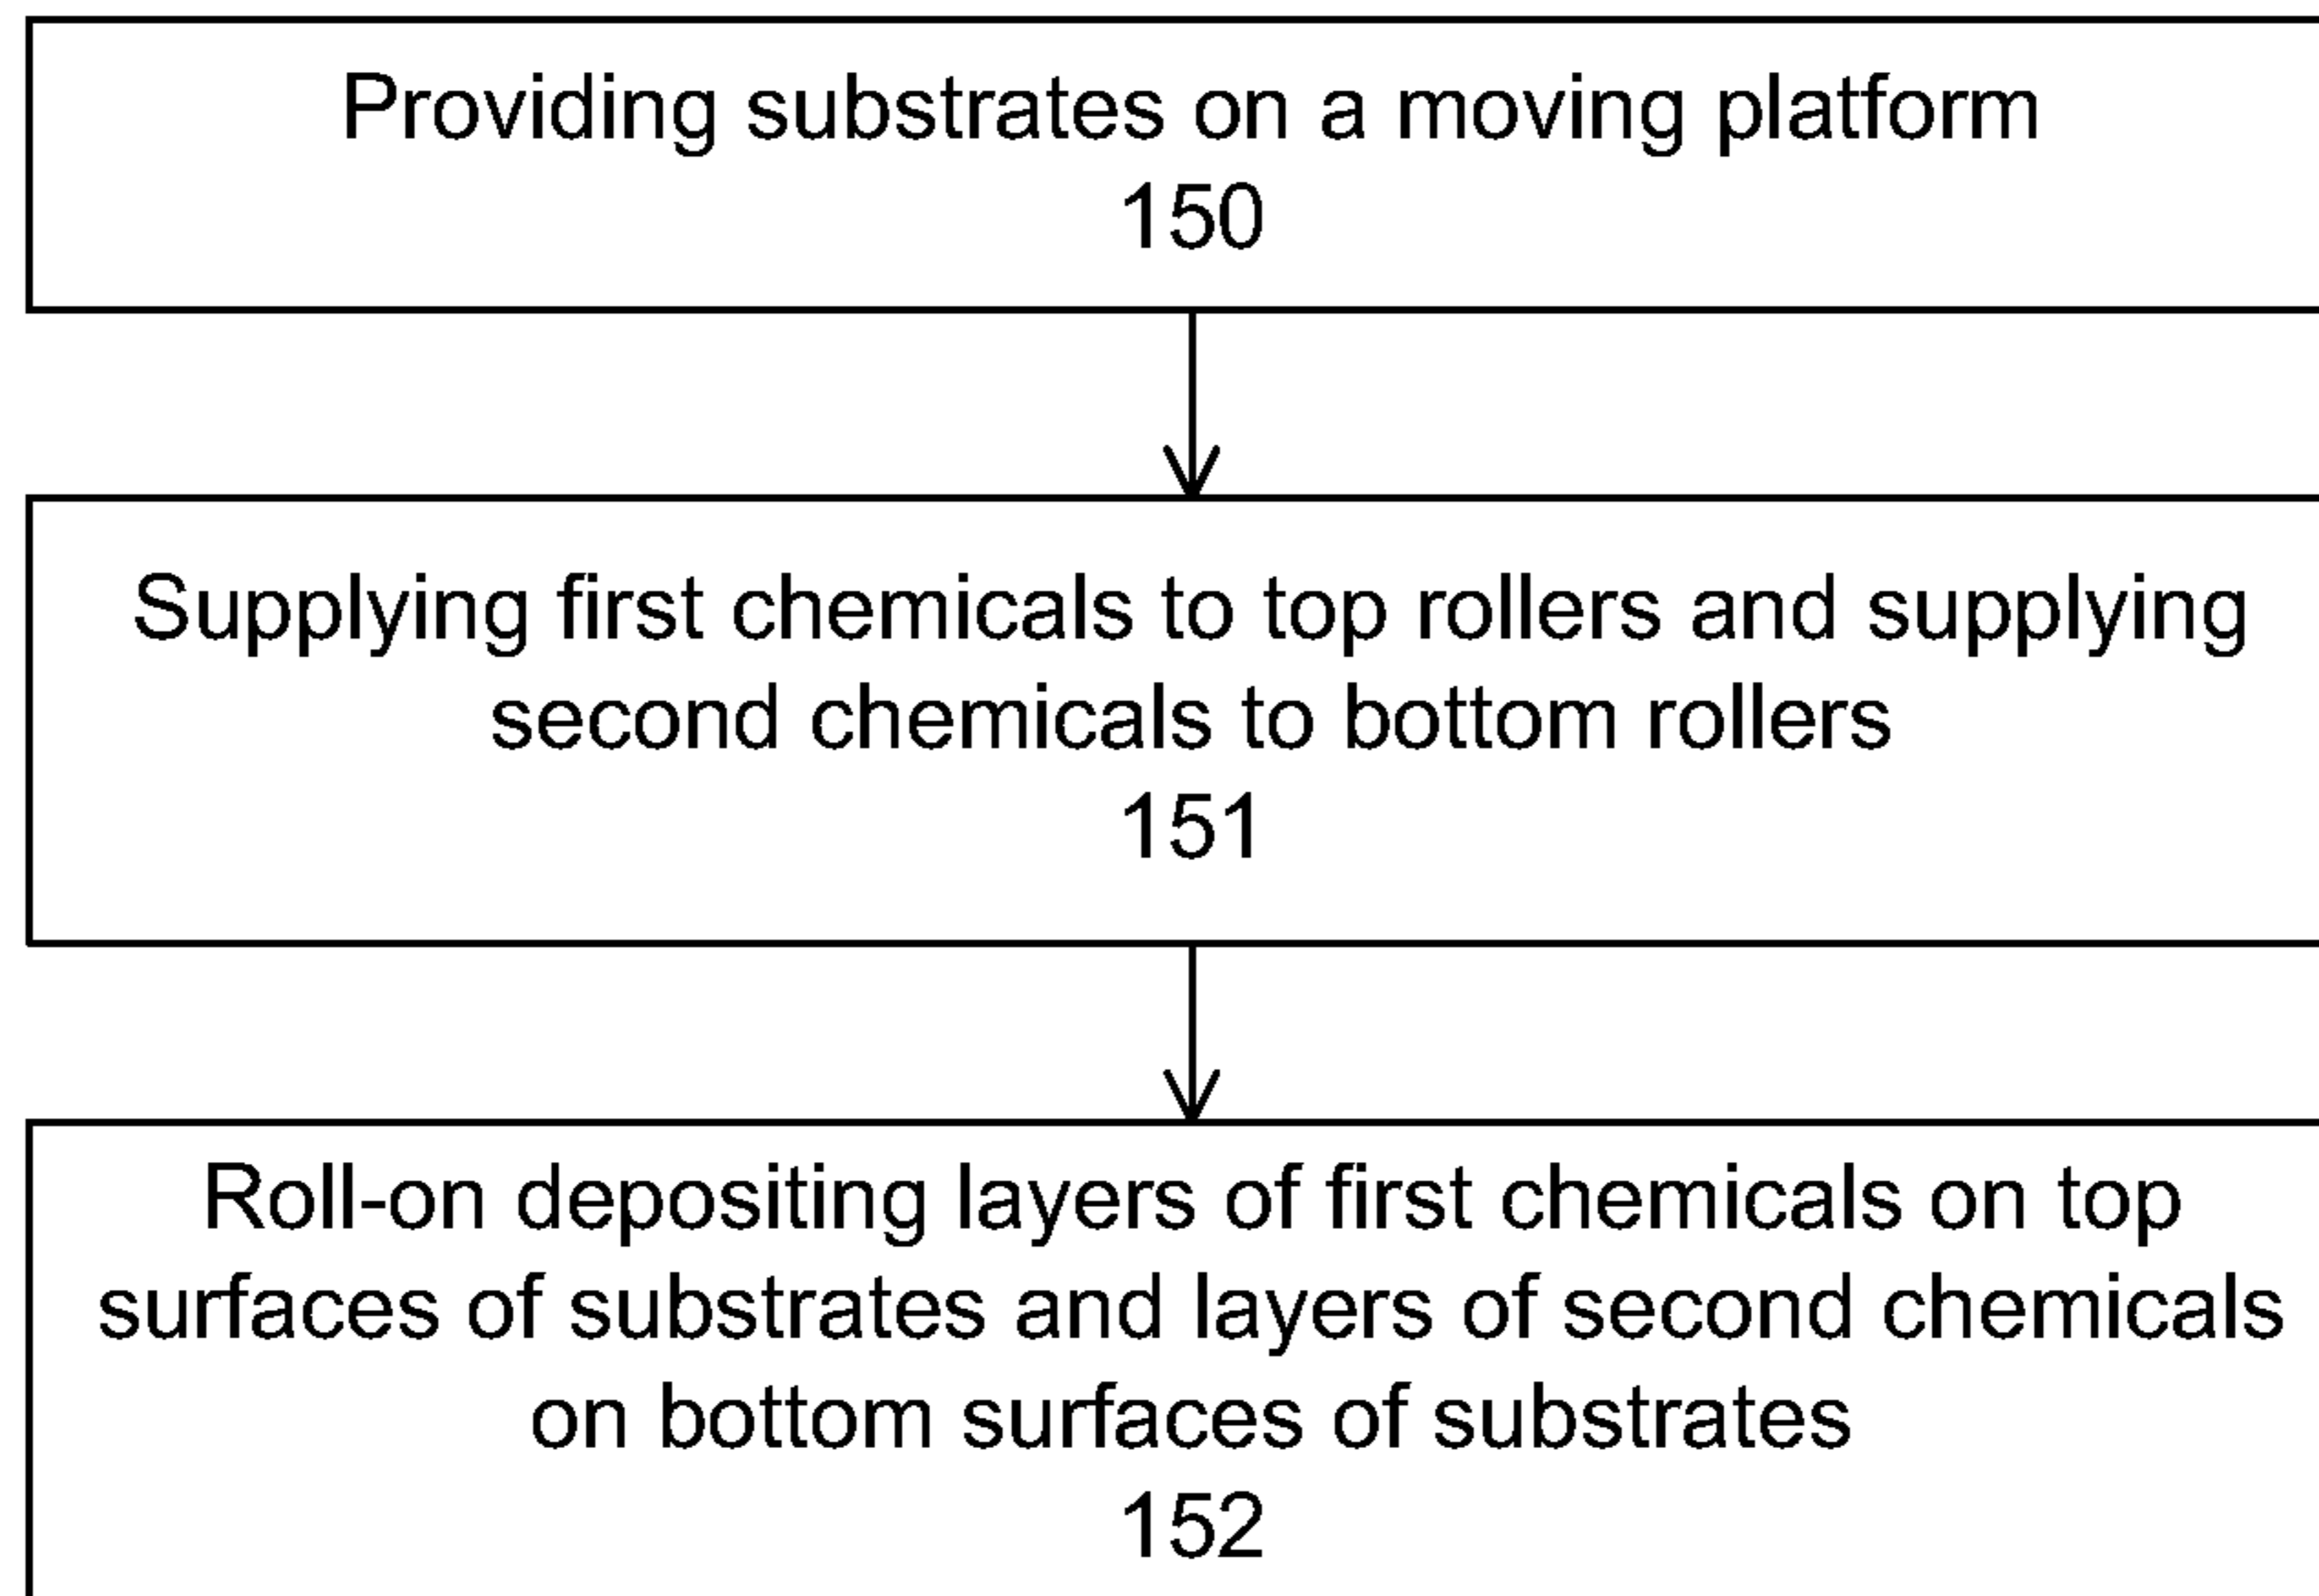 Providing substrates on a moving platform
150
Supplying first chemicals to top rollers and supplying
second chemicals to bottom rollers
151
Roll-on depositing layers of first chemicals on top
surfaces of substrates and layers of second chemicals
on bottom surfaces of substrates
152